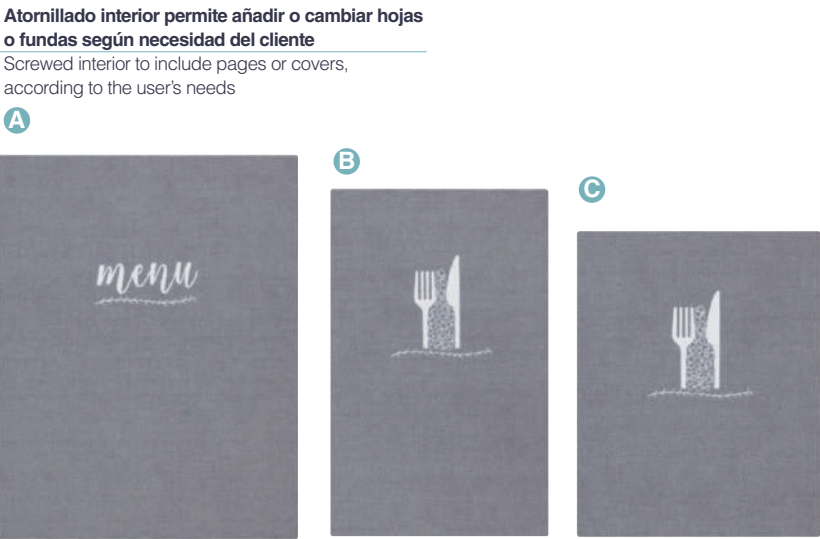 Atornillado interior permite añadir o cambiar hojas
o fundas según necesidad del cliente
Screwed interior to include pages or covers,
according to the user's needs
A
B
C
menu